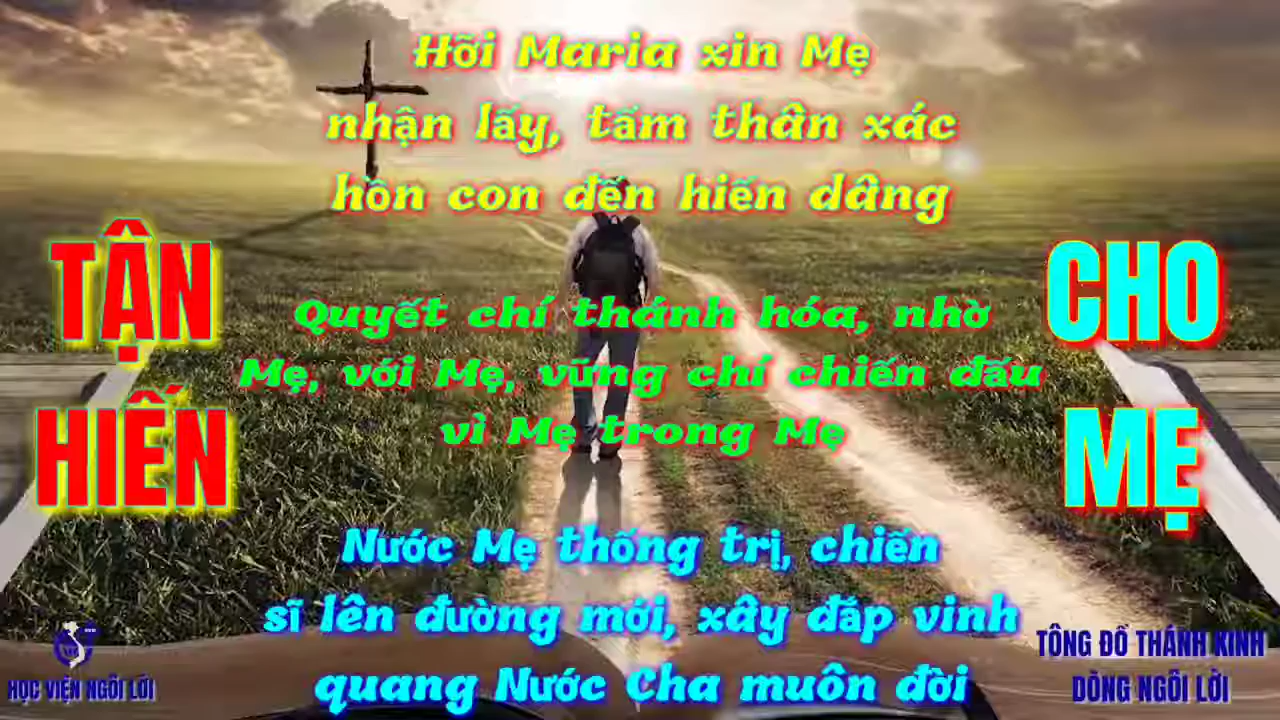 Hỡi Maria xin Mẹ
nhận lấy, tấm thân xác
hồn con đến hiến dâng
TẬN
HIẾN
CHO
MẸ
Quyết chí thánh hóa, nhờ
Mẹ, với Mẹ, vững chí chiến đấu
vì Mẹ trong Mẹ
Nước Mẹ thống trị, chiến
sĩ lên đường mới, xây đắp vinh
quang Nước Cha muôn đời
HỌC VIỆN NGÔI LỜI
TÔNG ĐỒ THÁNH KINH
DÒNG NGÔI LỜI